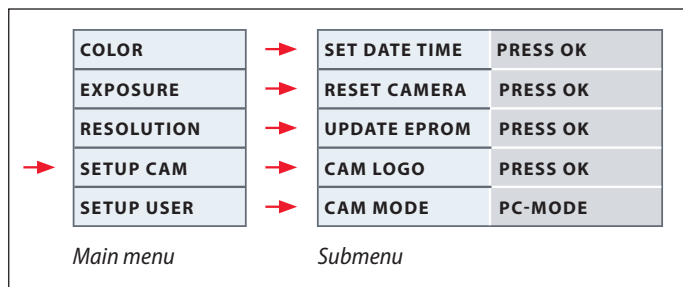 COLOR SET DATE TIME PRESS OK
EXPOSURE RESET CAMERA PRESS OK
RESOLUTION UPDATE EPROM PRESS OK
SETUP CAM CAM LOGO PRESS OK
SETUP USER CAM MODE PC-MODE
Main menu Submenu